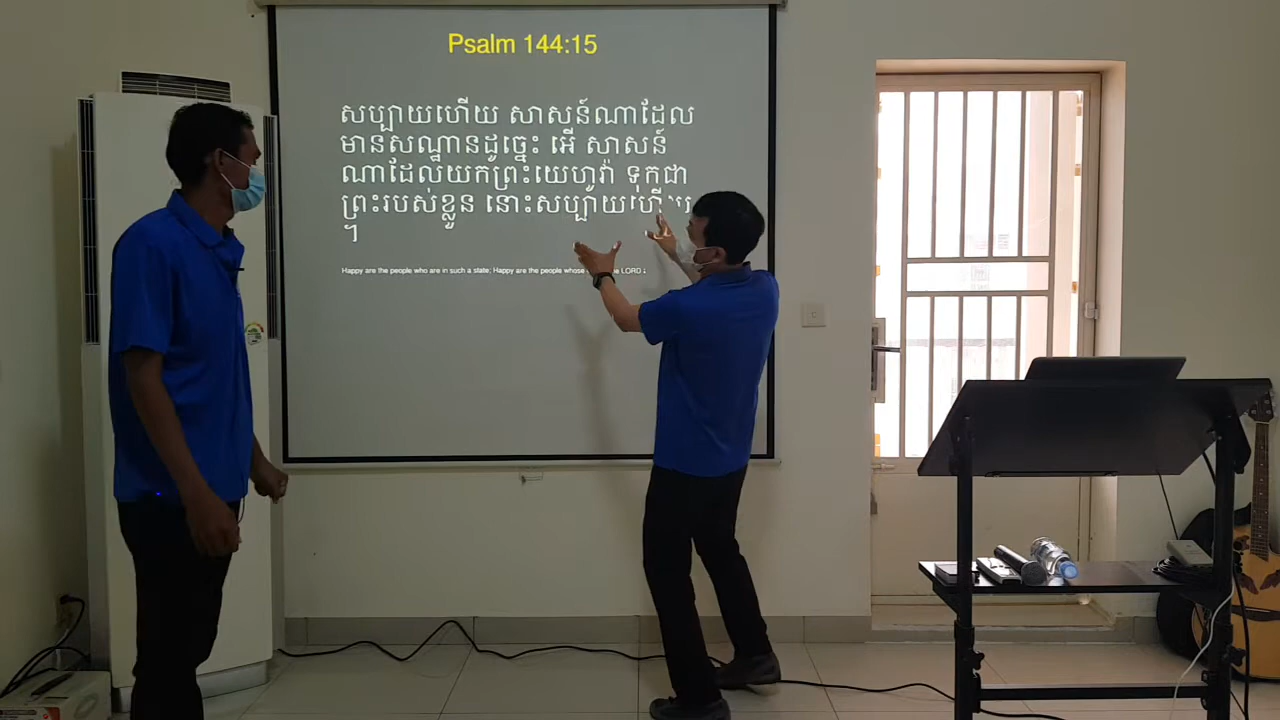 Psalm 144:15
សប្បាយហើយ សាសន៍ណាដែល
មានសណ្ឋានដូច្នេះ អើ សាសន៍
ណាដែលយកព្រះយេហូវ៉ា ទុកជា
ព្រះរបស់ខ្លួន នោះសប្បាយហើយ
ៗ
Happy are the people who are in such a state; Happy are the people whose LORD